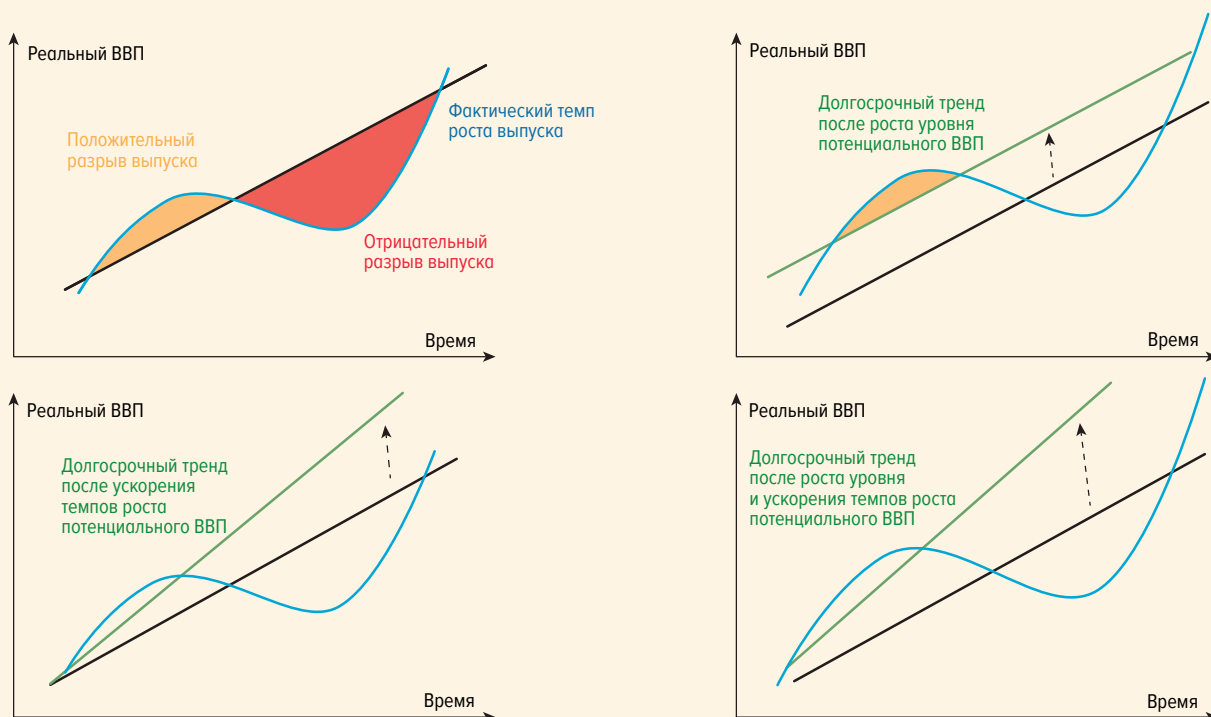 Реальный ВВП
Положительный
разрыв выпуска
Фактический темп
роста выпуска
Отрицательный
разрыв выпуска
Время
Реальный ВВП
Долгосрочный тренд
после роста уровня
потенциального ВВП
Время
Реальный ВВП
Долгосрочный тренд
после ускорения
темпов роста
потенциального ВВП
Время
Реальный ВВП
Долгосрочный тренд
после роста уровня
и ускорения темпов роста
потенциального ВВП
Время